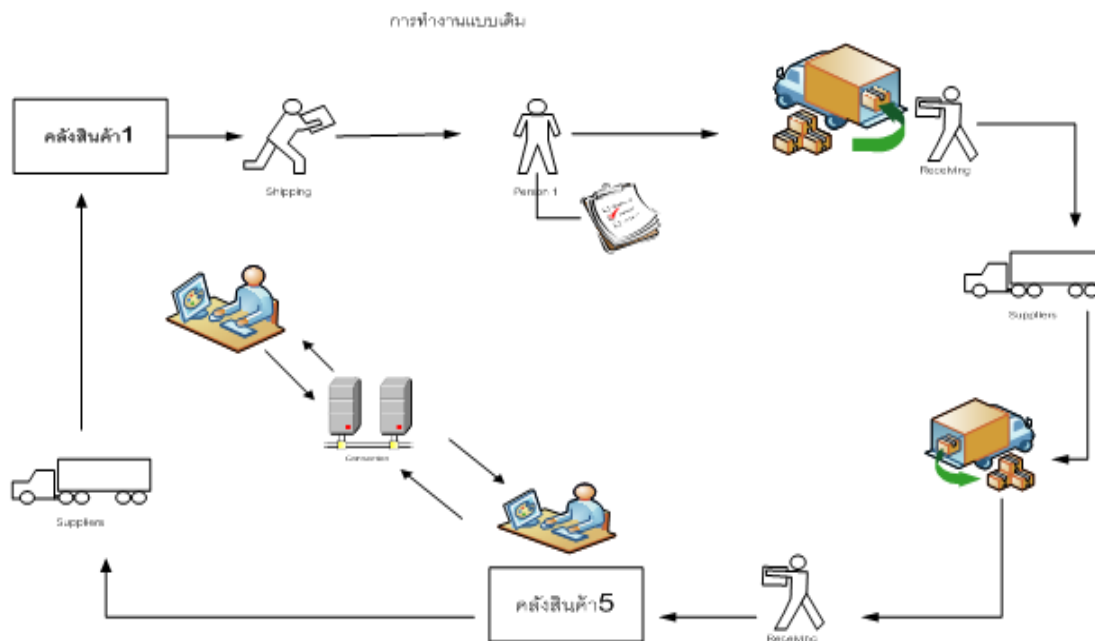 การทำงานแบบเดิม
คลังสินค้า1
Shipping
Person 1
Receiving
Suppliers
Suppliers
คลังสินค้า5
Receiving